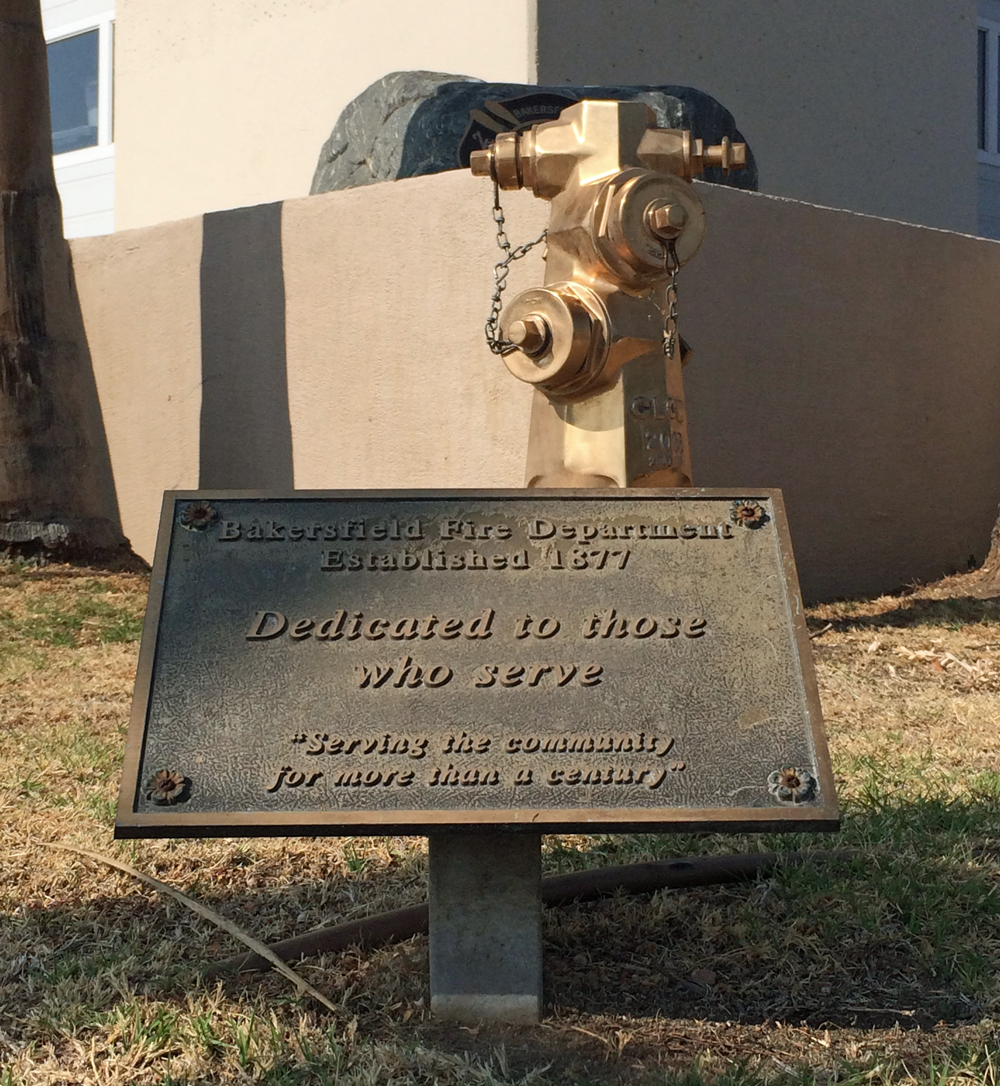 Bakersfield Fire Department
Established 1877
Dedicated to those
who serve
"Serving the community
for more than a century"